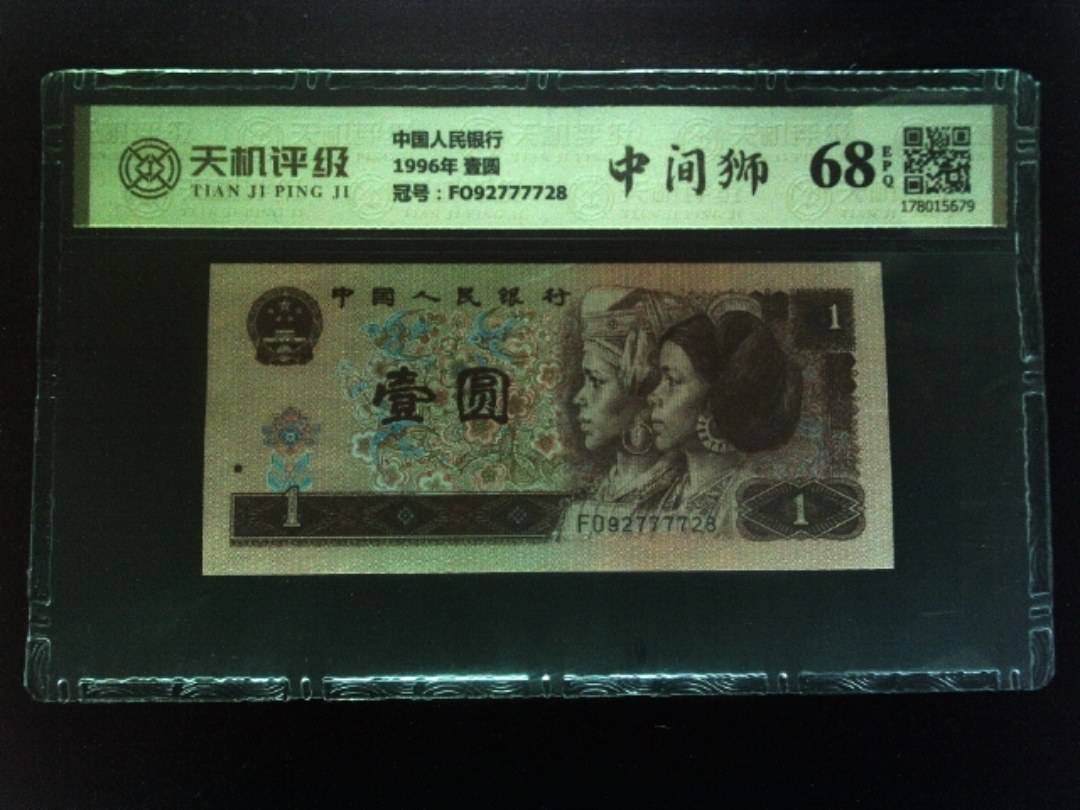 天机评级
TIAN JI PING JI
中国人民银行
1996年 壹圆
冠号：FO92777728
中间狮
68
EPQ
178015679
中国人民银行
1
壹圆
1
FO92777728
1